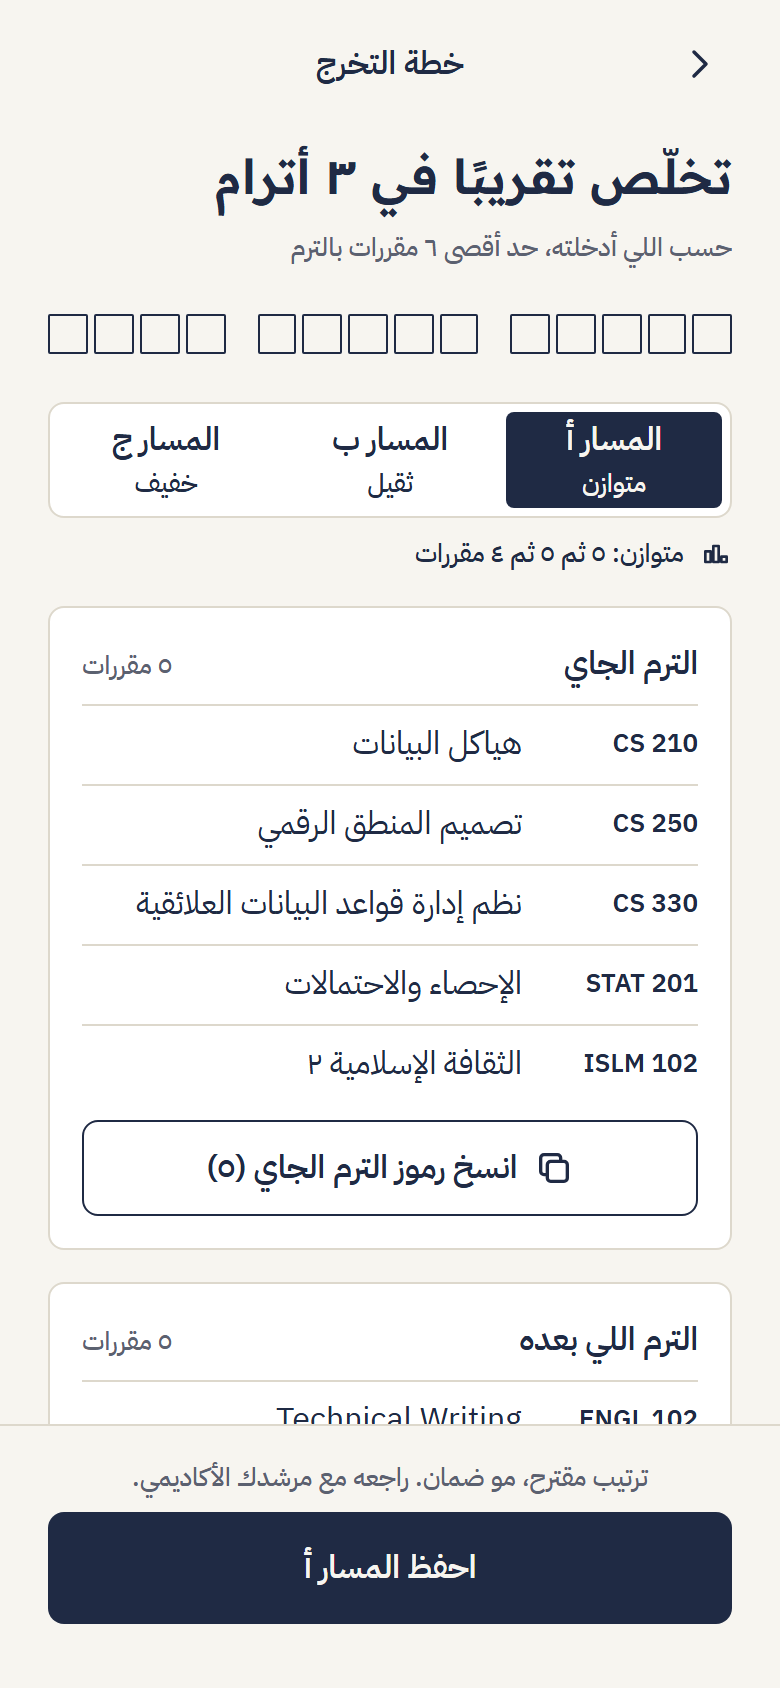 خطة التخرج
تخلّص تقريبًا في ٣ أترام
حسب اللي أدخلته، حد أقصى ٦ مقررات بالترم
المسار أ
متوازن
المسار ب
ثقيل
المسار ج
خفيف
متوازن: ٥ ثم ٥ ثم ٤ مقررات
الترم الجاي
٥ مقررات
CS 210 هياكل البيانات
CS 250 تصميم المنطق الرقمي
CS 330 نظم إدارة قواعد البيانات العلائقية
STAT 201 الإحصاء والاحتمالات
ISLM 102 الثقافة الإسلامية ٢
انسخ رموز الترم الجاي (٥)
الترم اللي بعده
٥ مقررات
ENGL 102 Technical Writing
ترتيب مقترح، مو ضمان. راجعه مع مرشدك الأكاديمي.
احفظ المسار أ